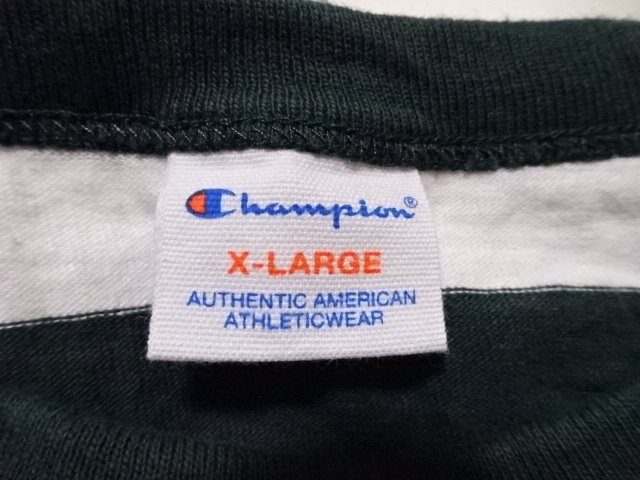 Champion®
X-LARGE
AUTHENTIC AMERICAN
ATHLETICWEAR